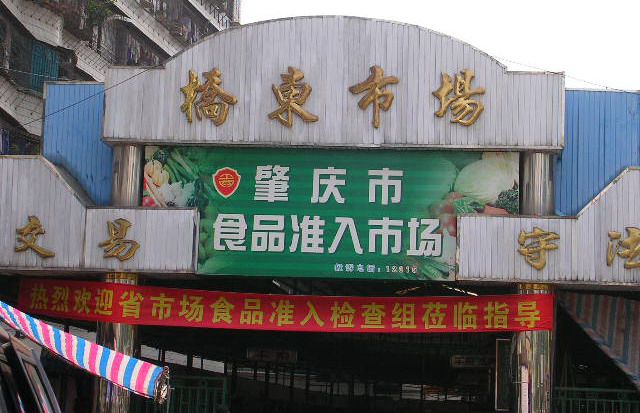 橋東市場
肇庆市
食品准入市场
交易
守法
热烈欢迎省市场食品准入检查组莅临指导